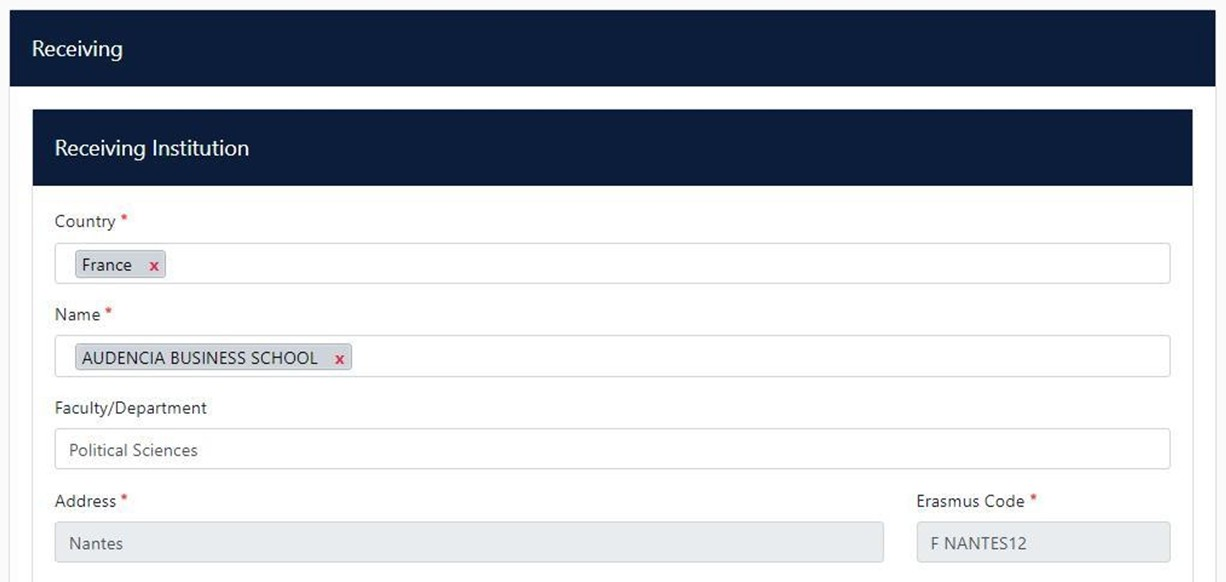 Receiving
Receiving Institution
Country *
France x
Name *
AUDENCIA BUSINESS SCHOOL x
Faculty/Department
Political Sciences
Address * Erasmus Code *
Nantes F NANTES12